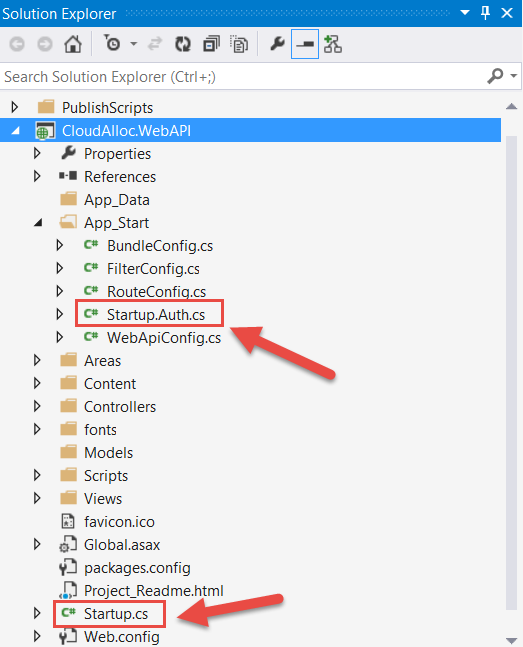 Solution Explorer
Search Solution Explorer (Ctrl+;)
PublishScripts
CloudAlloc.WebAPI
Properties
References
App_Data
App_Start
C# BundleConfig.cs
C# FilterConfig.cs
C# RouteConfig.cs
C# Startup.Auth.cs
C# WebApiConfig.cs
Areas
Content
Controllers
fonts
Models
Scripts
Views
favicon.ico
Global.asax
packages.config
Project_Readme.html
C# Startup.cs
Web.config